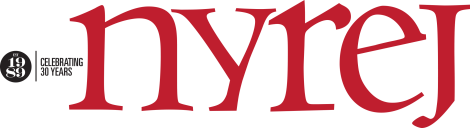 19
89
CELEBRATING
30 YEARS
nyrej